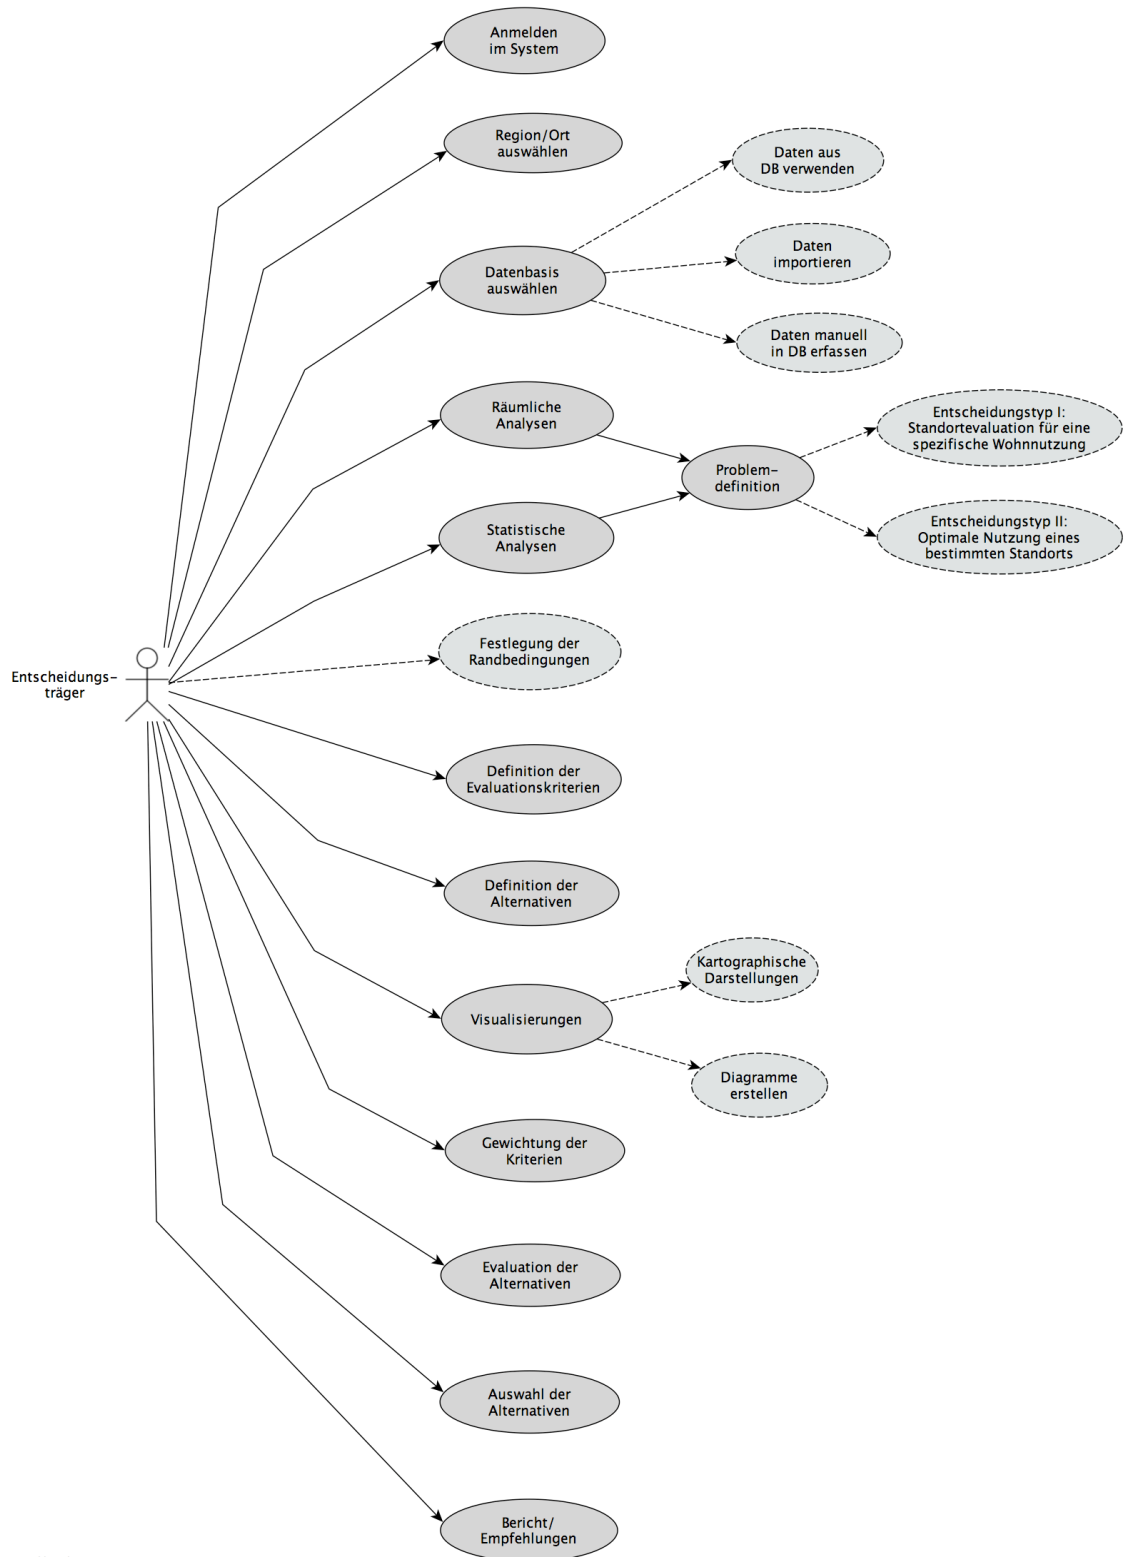 Anmelden
im System
Region/Ort
auswählen
Daten aus
DB verwenden
Datenbasis
auswählen
Daten
importieren
Daten manuell
in DB erfassen
Räumliche
Analysen
Entscheidungstyp I:
Standortevaluation für eine
spezifische Wohnnutzung
Problem-
definition
Statistische
Analysen
Entscheidungstyp II:
Optimale Nutzung eines
bestimmten Standorts
Festlegung der
Randbedingungen
Entscheidungs-
träger
Definition der
Evaluationskriterien
Definition der
Alternativen
Kartographische
Darstellungen
Visualisierungen
Diagramme
erstellen
Gewichtung der
Kriterien
Evaluation der
Alternativen
Auswahl der
Alternativen
Bericht/
Empfehlungen